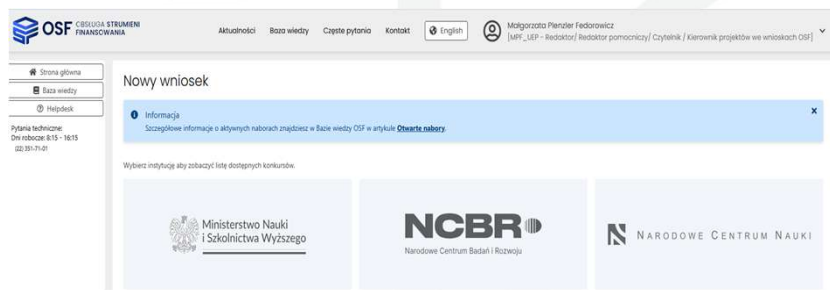 OSF OBSŁUGA STRUMIENI
FINANSOWANIA
Aktualności Baza wiedzy Częste pytania Kontakt English
Małgorzata Plenzler Fedorowicz
[MPF_UEP - Redaktor/ Redaktor pomocniczy/ Czytelnik / Kierownik projektów we wnioskach OSF]
Strona główna
Baza wiedzy
Helpdesk
Pytania techniczne:
Dni robocze: 8:15 - 16:15
(22) 351-71-01
Nowy wniosek
Informacja
Szczegółowe informacje o aktywnych naborach znajdziesz w Bazie wiedzy OSF w artykule Otwarte nabory.
Wybierz instytucję aby zobaczyć listę dostępnych konkursów.
Ministerstwo Nauki
i Szkolnictwa Wyższego
NCBR
Narodowe Centrum Badań i Rozwoju
NARODOWE CENTRUM NAUKI